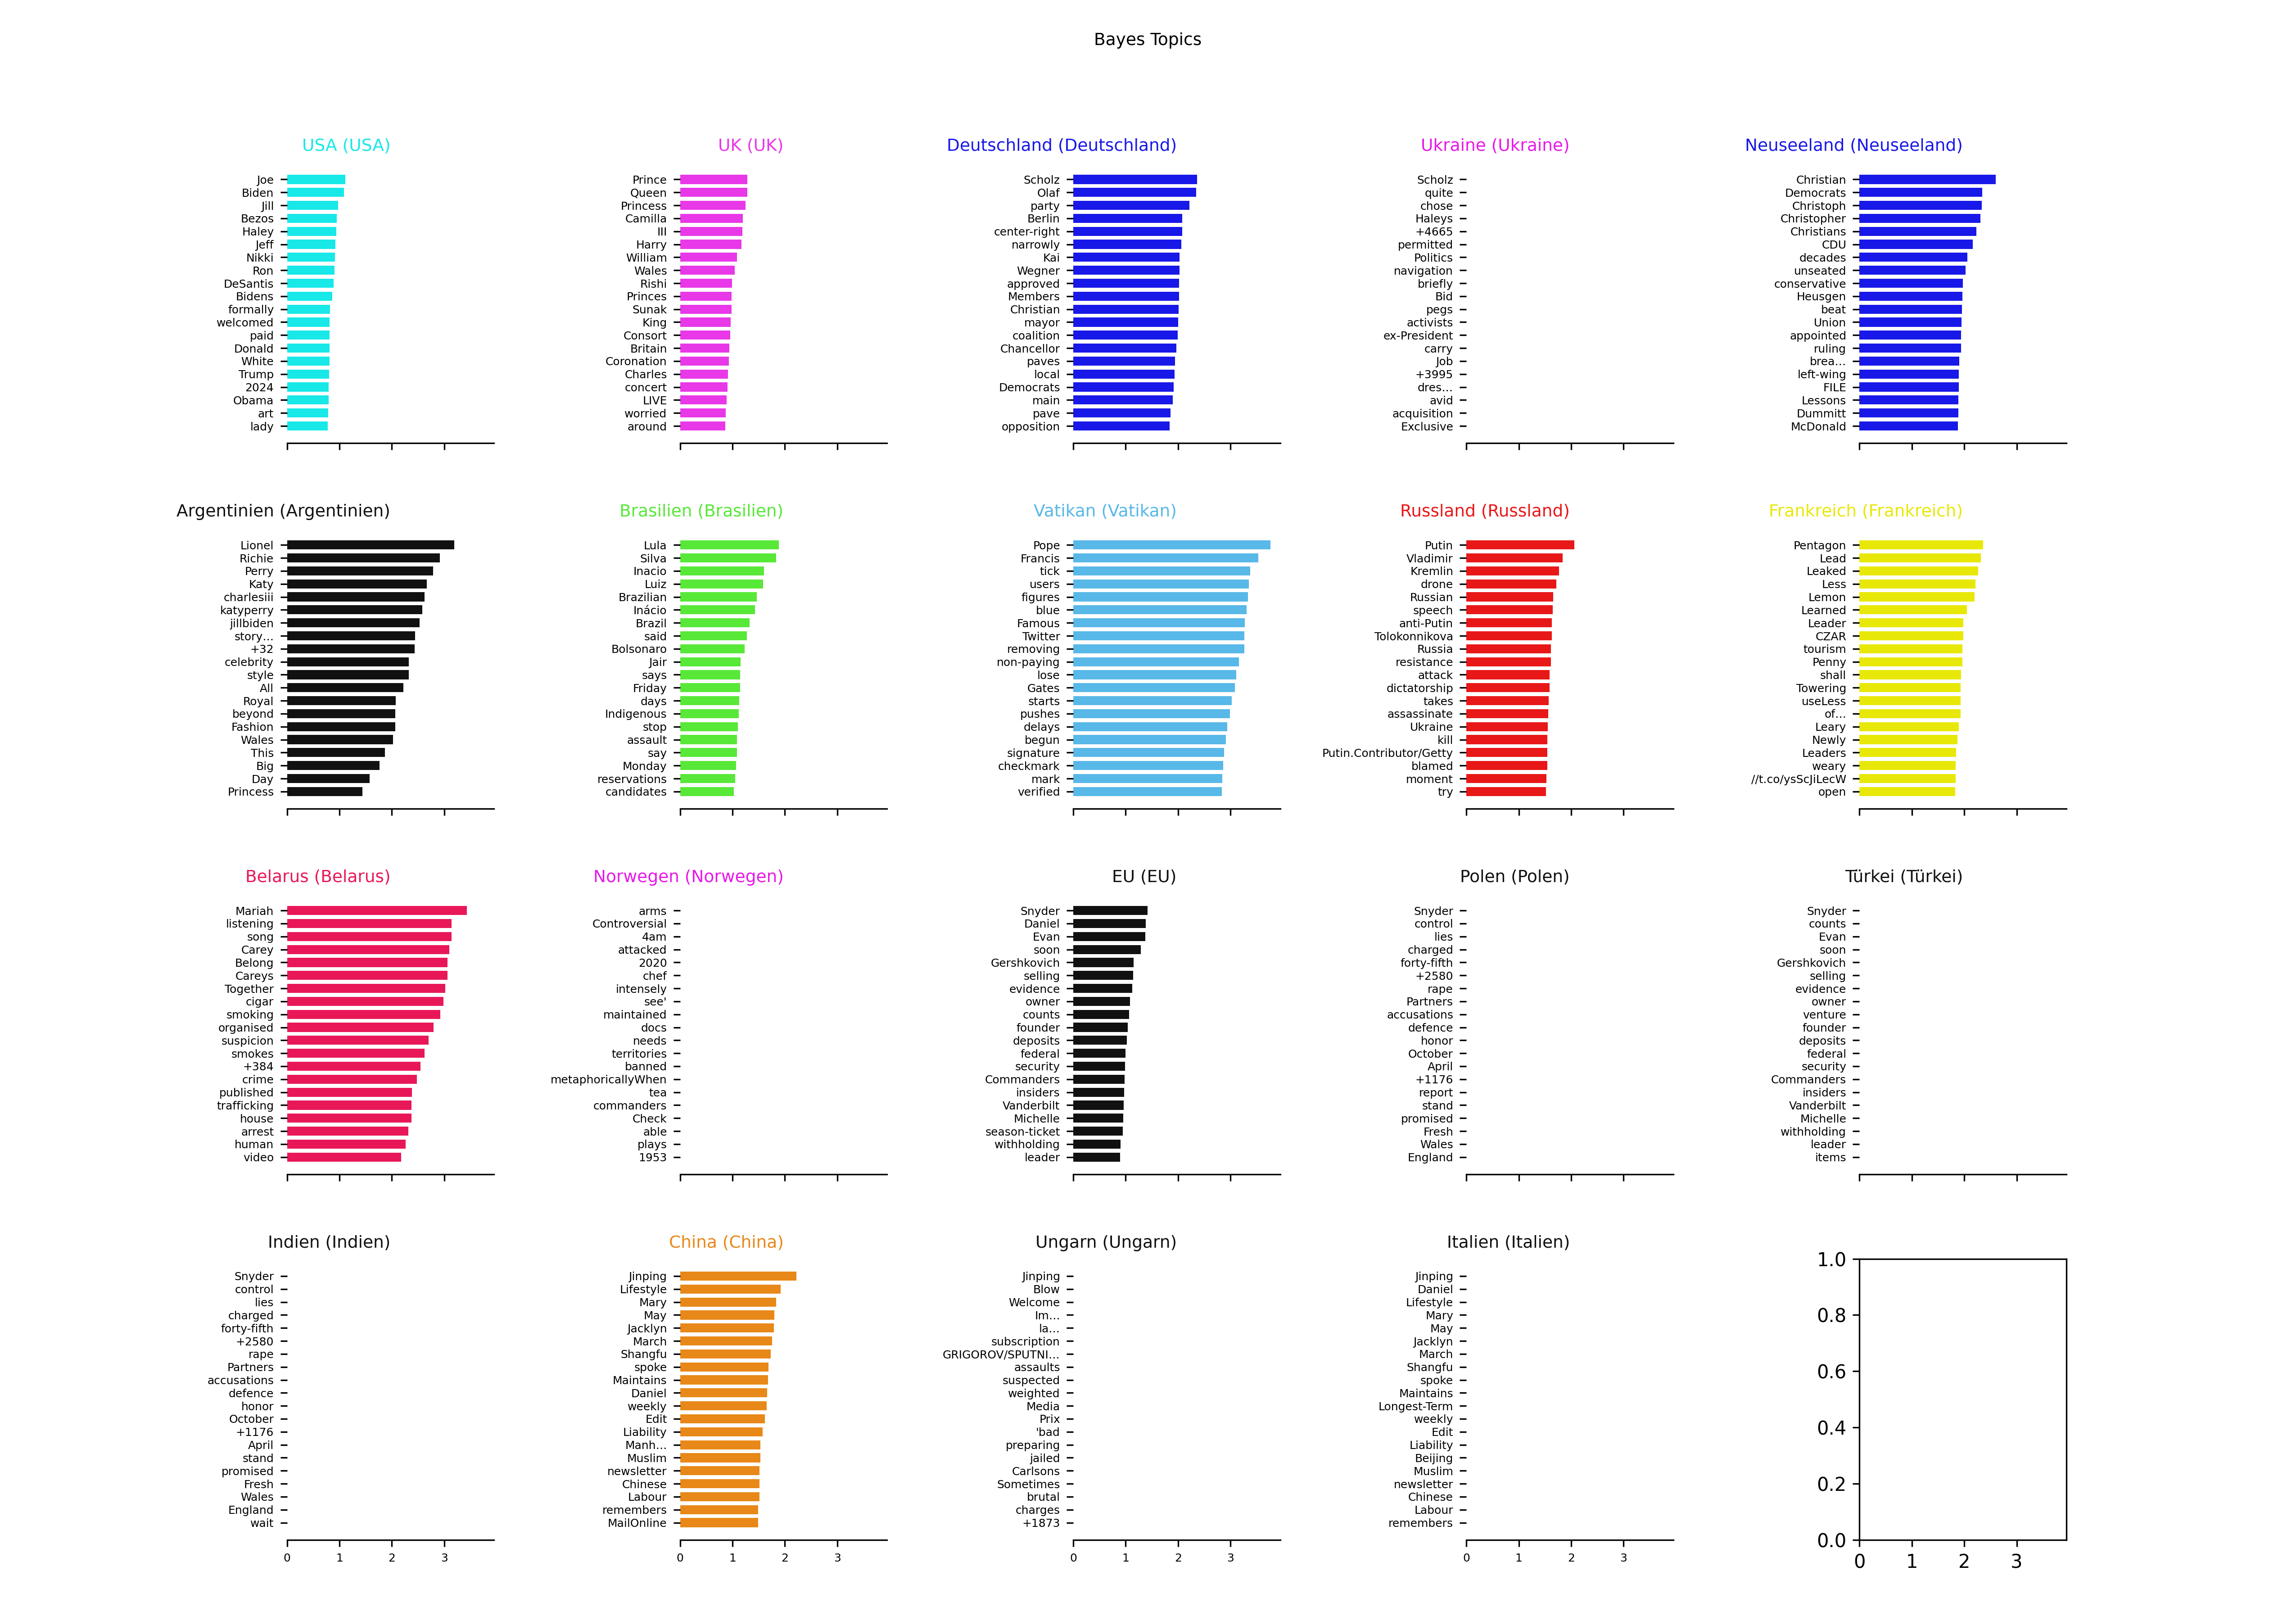 Bayes Topics
USA (USA)
Joe
Biden
Jill
Bezos
Haley
Jeff
Nikki
Ron
DeSantis
Bidens
formally
welcomed
paid
Donald
White
Trump
2024
Obama
art
lady
UK (UK)
Prince
Queen
Princess
Camilla
III
Harry
William
Wales
Rishi
Princes
Sunak
King
Consort
Britain
Coronation
Charles
concert
LIVE
worried
around
Deutschland (Deutschland)
Scholz
Olaf
party
Berlin
center-right
narrowly
Kai
Wegner
approved
Members
Christian
mayor
coalition
Chancellor
paves
local
Democrats
main
pave
opposition
Ukraine (Ukraine)
Scholz
quite
chose
Haleys
+4665
permitted
Politics
navigation
briefly
Bid
pegs
activists
ex-President
carry
Job
+3995
dres…
avid
acquisition
Exclusive
Neuseeland (Neuseeland)
Christian
Democrats
Christoph
Christopher
Christians
CDU
decades
unseated
conservative
Heusgen
beat
Union
appointed
ruling
brea…
left-wing
FILE
Lessons
Dummitt
McDonald
Argentinien (Argentinien)
Lionel
Richie
Perry
Katy
charlesiii
katyperry
jillbiden
story…
+32
celebrity
style
All
Royal
beyond
Fashion
Wales
This
Big
Day
Princess
Brasilien (Brasilien)
Lula
Silva
Inacio
Luiz
Brazilian
Inácio
Brazil
said
Bolsonaro
Jair
says
Friday
days
Indigenous
stop
assault
say
Monday
reservations
candidates
Vatikan (Vatikan)
Pope
Francis
tick
users
figures
blue
Famous
Twitter
removing
non-paying
lose
Gates
starts
pushes
delays
begun
signature
checkmark
mark
verified
Russland (Russland)
Putin
Vladimir
Kremlin
drone
Russian
speech
anti-Putin
Tolokonnikova
Russia
resistance
attack
dictatorship
takes
assassinate
Ukraine
kill
Putin.Contributor/Getty
blamed
moment
try
Frankreich (Frankreich)
Pentagon
Lead
Leaked
Less
Lemon
Learned
Leader
CZAR
tourism
Penny
shall
Towering
useLess
of…
Leary
Newly
Leaders
weary
//t.co/ysScJiLecW
open
Belarus (Belarus)
Mariah
listening
song
Carey
Belong
Careys
Together
cigar
smoking
organised
suspicion
smokes
+384
crime
published
trafficking
house
arrest
human
video
Norwegen (Norwegen)
arms
Controversial
4am
attacked
2020
chef
intensely
see'
maintained
docs
needs
territories
banned
metaphoricallyWhen
tea
commanders
Check
able
plays
1953
EU (EU)
Snyder
Daniel
Evan
soon
Gershkovich
selling
evidence
owner
counts
founder
deposits
federal
security
Commanders
insiders
Vanderbilt
Michelle
season-ticket
withholding
leader
Polen (Polen)
Snyder
control
lies
charged
forty-fifth
+2580
rape
Partners
accusations
defence
honor
October
April
+1176
report
stand
promised
Fresh
Wales
England
Türkei (Türkei)
Snyder
counts
Evan
soon
Gershkovich
selling
evidence
owner
venture
founder
deposits
federal
security
Commanders
insiders
Vanderbilt
Michelle
withholding
leader
items
Indien (Indien)
Snyder
control
lies
charged
forty-fifth
+2580
rape
Partners
accusations
defence
honor
October
+1176
April
stand
promised
Fresh
Wales
England
wait
0 1 2 3
China (China)
Jinping
Lifestyle
Mary
May
Jacklyn
March
Shangfu
spoke
Maintains
Daniel
weekly
Edit
Liability
Manh…
Muslim
newsletter
Chinese
Labour
remembers
MailOnline
0 1 2 3
Ungarn (Ungarn)
Jinping
Blow
Welcome
Im…
la…
subscription
GRIGOROV/SPUTNI…
assaults
suspected
weighted
Media
Prix
'bad
preparing
jailed
Carlsons
Sometimes
brutal
charges
+1873
0 1 2 3
Italien (Italien)
Jinping
Daniel
Lifestyle
Mary
May
Jacklyn
March
Shangfu
spoke
Maintains
Longest-Term
weekly
Edit
Liability
Beijing
Muslim
newsletter
Chinese
Labour
remembers
0 1 2 3
1.0
0.8
0.6
0.4
0.2
0.0
0 1 2 3